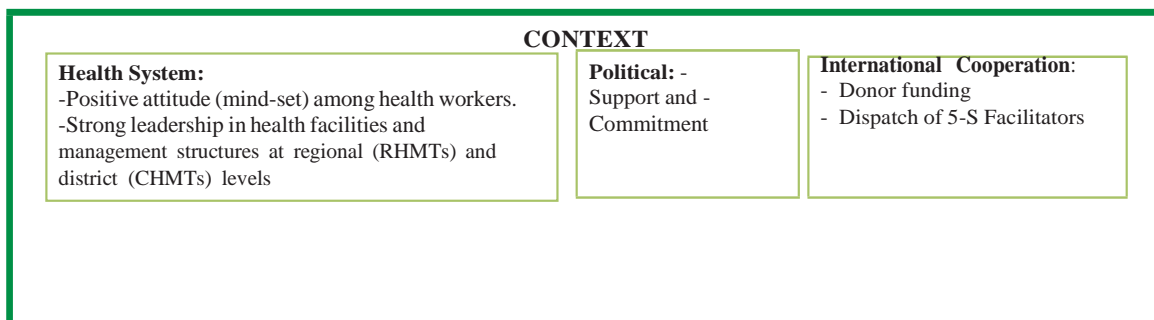 CONTEXT
Health System:
-Positive attitude (mind-set) among health workers.
-Strong leadership in health facilities and
management structures at regional (RHMTs) and
district (CHMTs) levels
Political: -
Support and -
Commitment
International Cooperation:
- Donor funding
- Dispatch of 5-S Facilitators